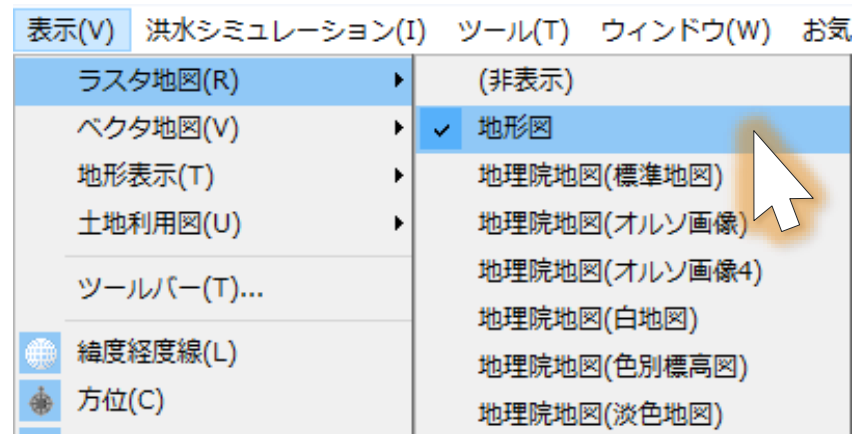 表示(V) 洪水シミュレーション(I) ツール(T) ウィンドウ(W) お気
ラスタ地図(R)
ベクタ地図(V)
地形表示(T)
土地利用図(U)
ツールバー(T)...
緯度経度線(L)
方位(C)
(非表示)
地形図
地理院地図(標準地図)
地理院地図(オルソ画像)
地理院地図(オルソ画像4)
地理院地図(白地図)
地理院地図(色別標高図)
地理院地図(淡色地図)